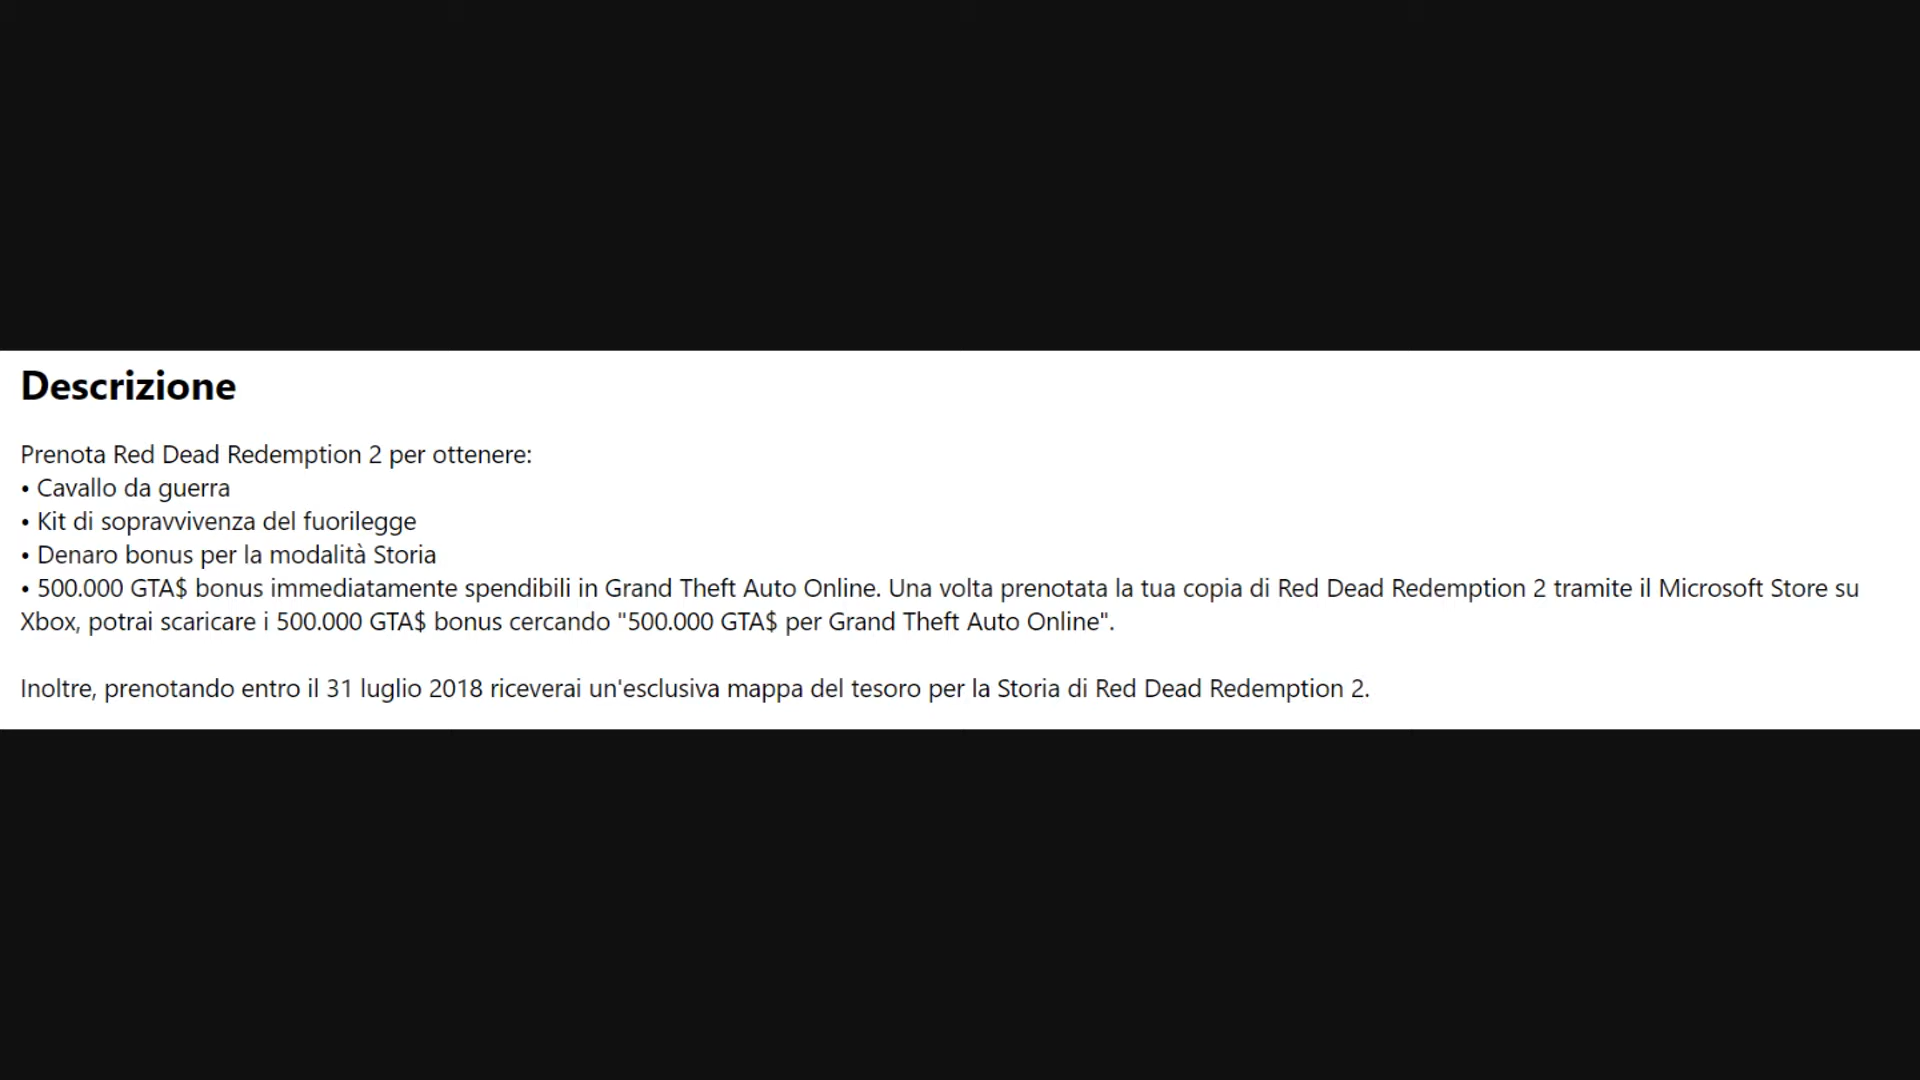 Descrizione
Prenota Red Dead Redemption 2 per ottenere:
• Cavallo da guerra
• Kit di sopravvivenza del fuorilegge
• Denaro bonus per la modalità Storia
• 500.000 GTA$ bonus immediatamente spendibili in Grand Theft Auto Online. Una volta prenotata la tua copia di Red Dead Redemption 2 tramite il Microsoft Store su
Xbox, potrai scaricare i 500.000 GTA$ bonus cercando "500.000 GTA$ per Grand Theft Auto Online".
Inoltre, prenotando entro il 31 luglio 2018 riceverai un'esclusiva mappa del tesoro per la Storia di Red Dead Redemption 2.